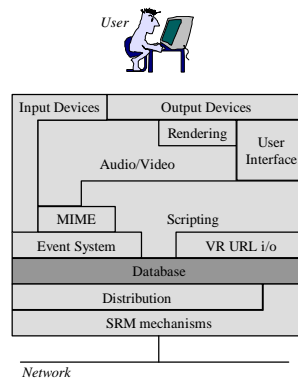 User
Input Devices
Output Devices
Rendering
User
Interface
Audio/Video
MIME
Scripting
Event System
VR URL i/o
Database
Distribution
SRM mechanisms
Network